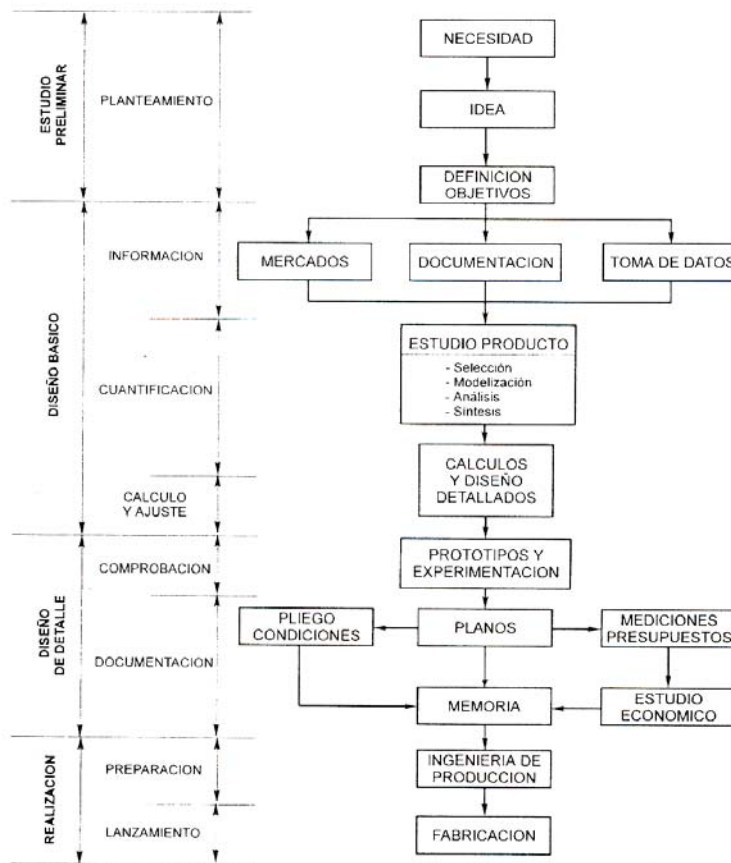 ESTUDIO
PRELIMINAR
PLANTEAMIENTO
NECESIDAD
IDEA
DEFINICION
OBJETIVOS
DISEÑO BASICO
INFORMACION
MERCADOS
DOCUMENTACION
TOMA DE DATOS
CUANTIFICACION
ESTUDIO PRODUCTO
- Selección
- Modelización
- Análisis
- Síntesis
CALCULO
Y AJUSTE
CALCULOS
Y DISEÑO
DETALLADOS
DISEÑO
DE DETALLE
COMPROBACION
PROTOTIPOS Y
EXPERIMENTACION
DOCUMENTACION
PLIEGO
CONDICIONES
PLANOS
MEDICIONES
PRESUPUESTOS
MEMORIA
ESTUDIO
ECONOMICO
REALIZACION
PREPARACION
INGENIERIA DE
PRODUCCION
LANZAMIENTO
FABRICACION